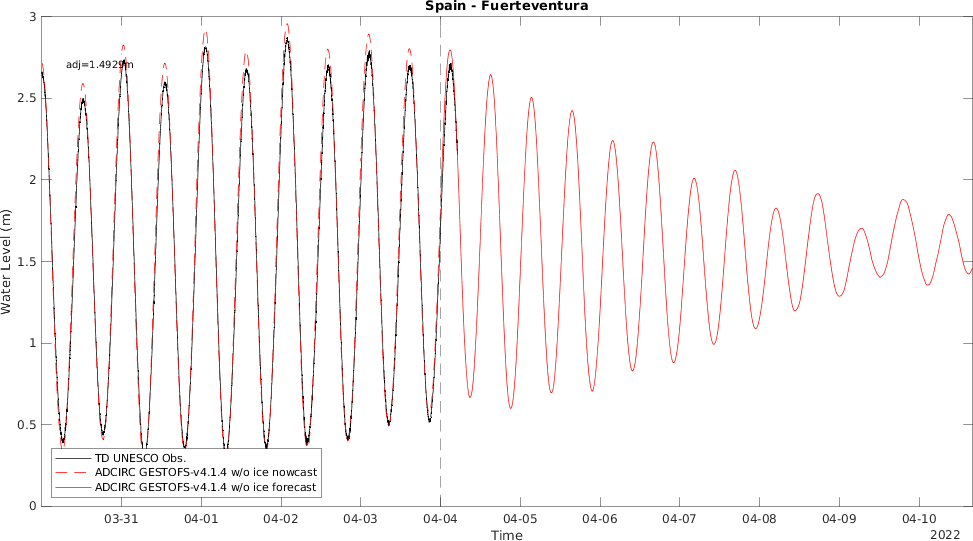 Spain - Fuerteventura
3
2.5
2
1.5
1
0.5
0
Water Level (m)
adj=1.4929m
TD UNESCO Obs.
ADCIRC GESTOFS-v4.1.4 w/o ice nowcast
ADCIRC GESTOFS-v4.1.4 w/o ice forecast
03-31 04-01 04-02 04-03 04-04 04-05 04-06 04-07 04-08 04-09 04-10
Time
2022